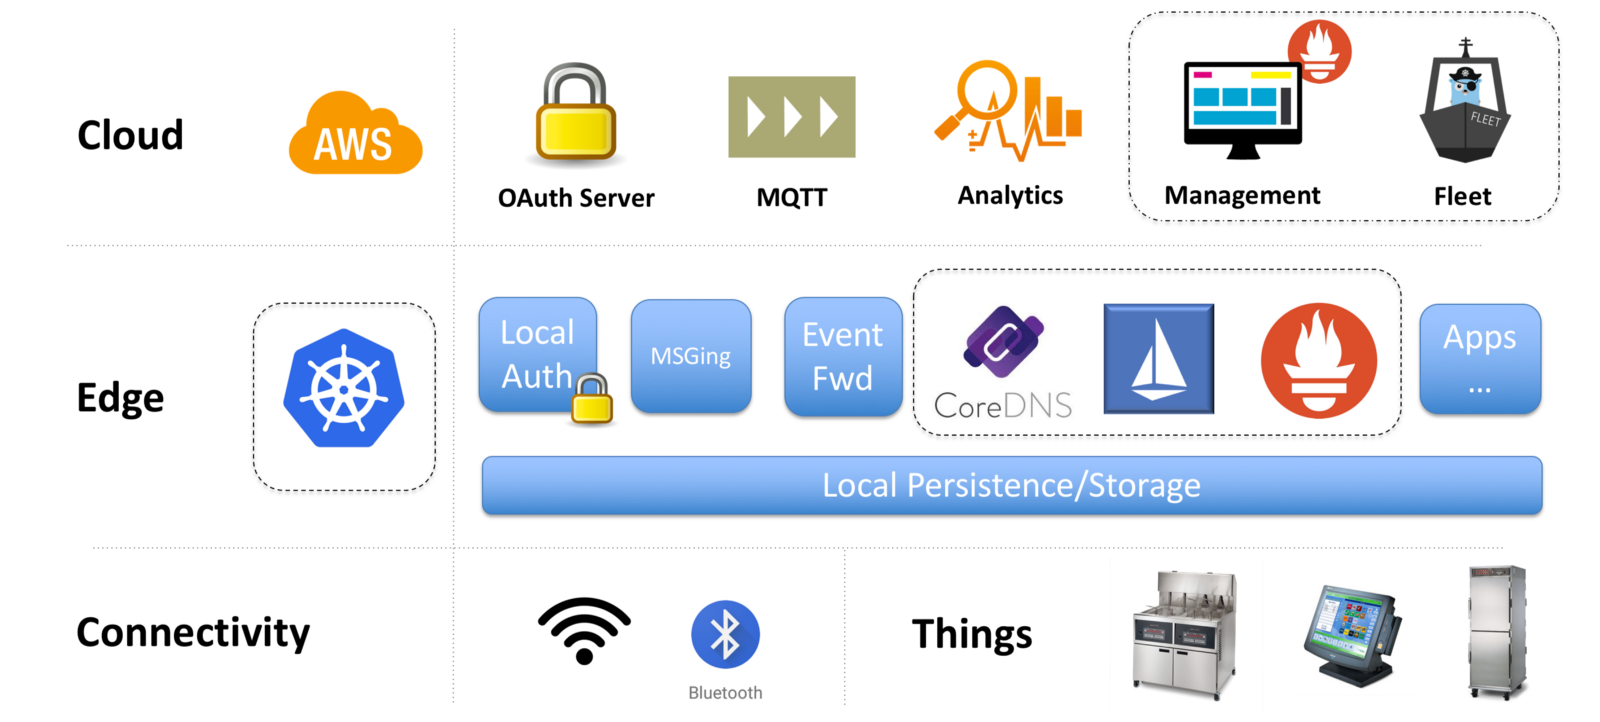 Cloud
AWS
OAuth Server
MQTT
Analytics
Management
FLEET
Fleet
Edge
Local
Auth
MSGing
Event
Fwd
CoreDNS
Apps
...
Local Persistence/Storage
Connectivity
Bluetooth
Things